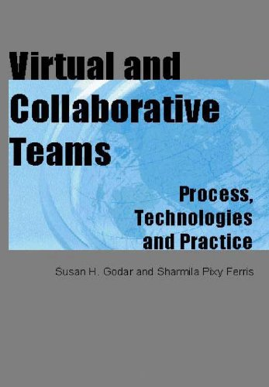 Virtual and
Collaborative
Teams
Process,
Technologies
and Practice
Susan H. Godar and Sharmila Pixy Ferris